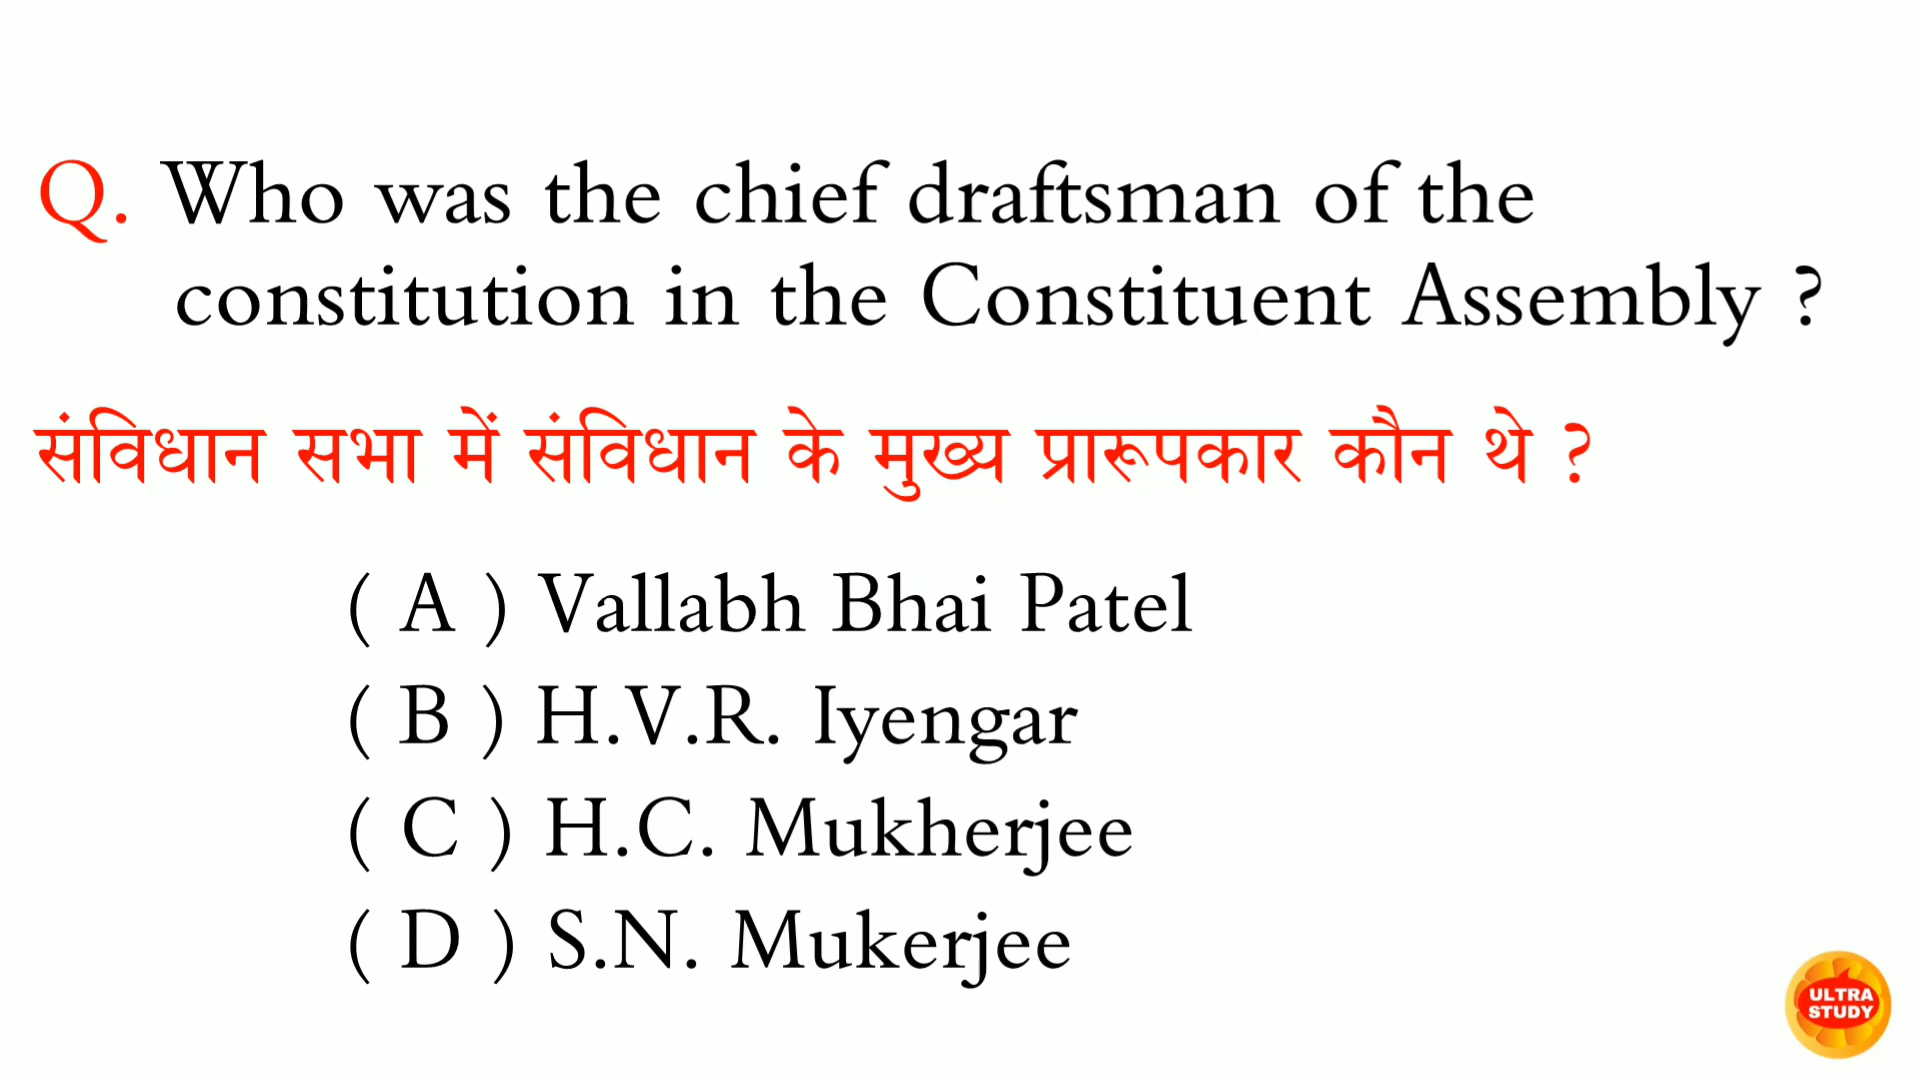 Q. Who was the chief draftsman of the
constitution in the Constituent Assembly ?
संविधान सभा में संविधान के मुख्य प्रारूपकार कौन थे ?
( A ) Vallabh Bhai Patel
( B ) H.V.R. Iyengar
( C ) H.C. Mukherjee
( D ) S.N. Mukerjee
ULTRA
STUDY